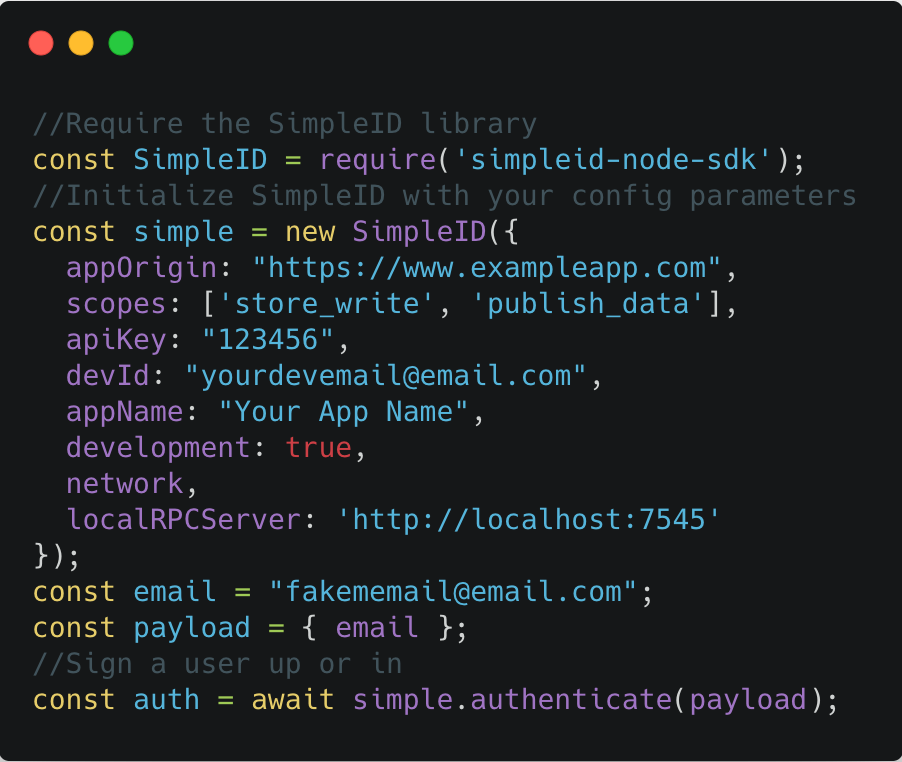 //Require the SimpleID library
const SimpleID = require('simpleid-node-sdk');
//Initialize SimpleID with your config parameters
const simple = new SimpleID({
  appOrigin: "https://www.exampleapp.com",
  scopes: ['store_write', 'publish_data'],
  apiKey: "123456",
  devId: "yourdevemail@email.com",
  appName: "Your App Name",
  development: true,
  network,
  localRPCServer: 'http://localhost:7545'
});
const email = "fakememail@email.com";
const payload = { email };
//Sign a user up or in
const auth = await simple.authenticate(payload);